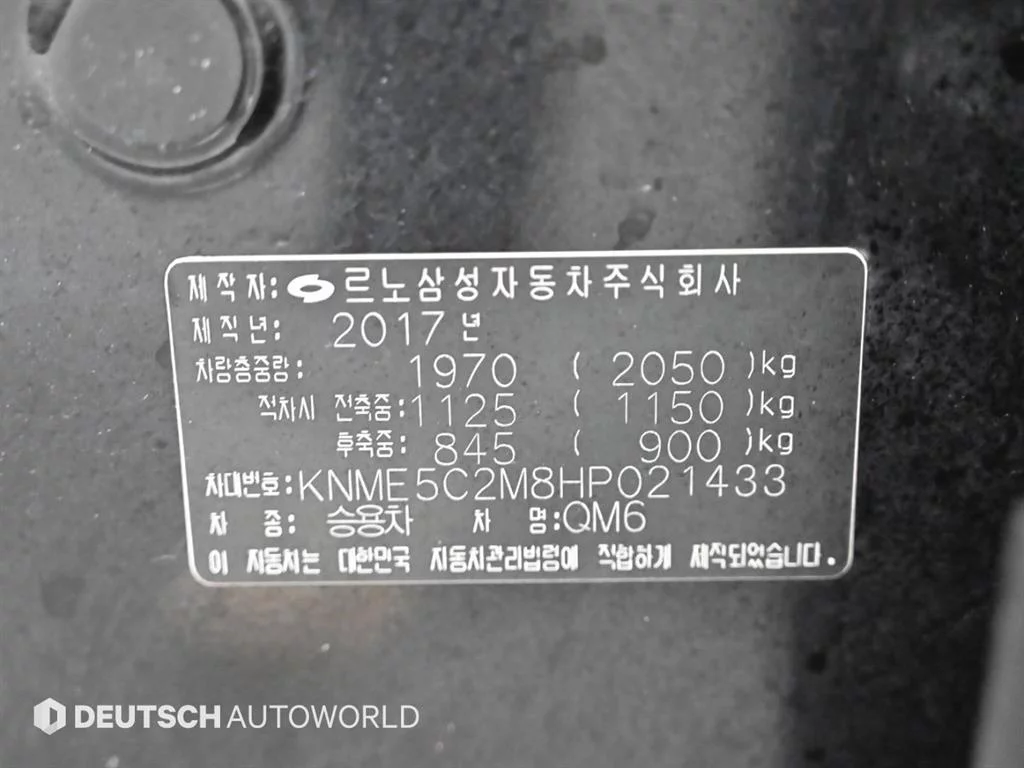 제작자: 르노삼성자동차주식회사
제작년: 2017 년
차량총중량: 1970 ( 2050 )kg
적차시 전축중: 1125 ( 1150 )kg
후축중: 845 ( 900 )kg
차대번호: KNME5C2M8HP021433
차 종: 승용차 차 명: QM6
이 자동차는 대한민국 자동차관리법령에 적합하게 제작되었습니다.
DEUTSCH AUTOWORLD